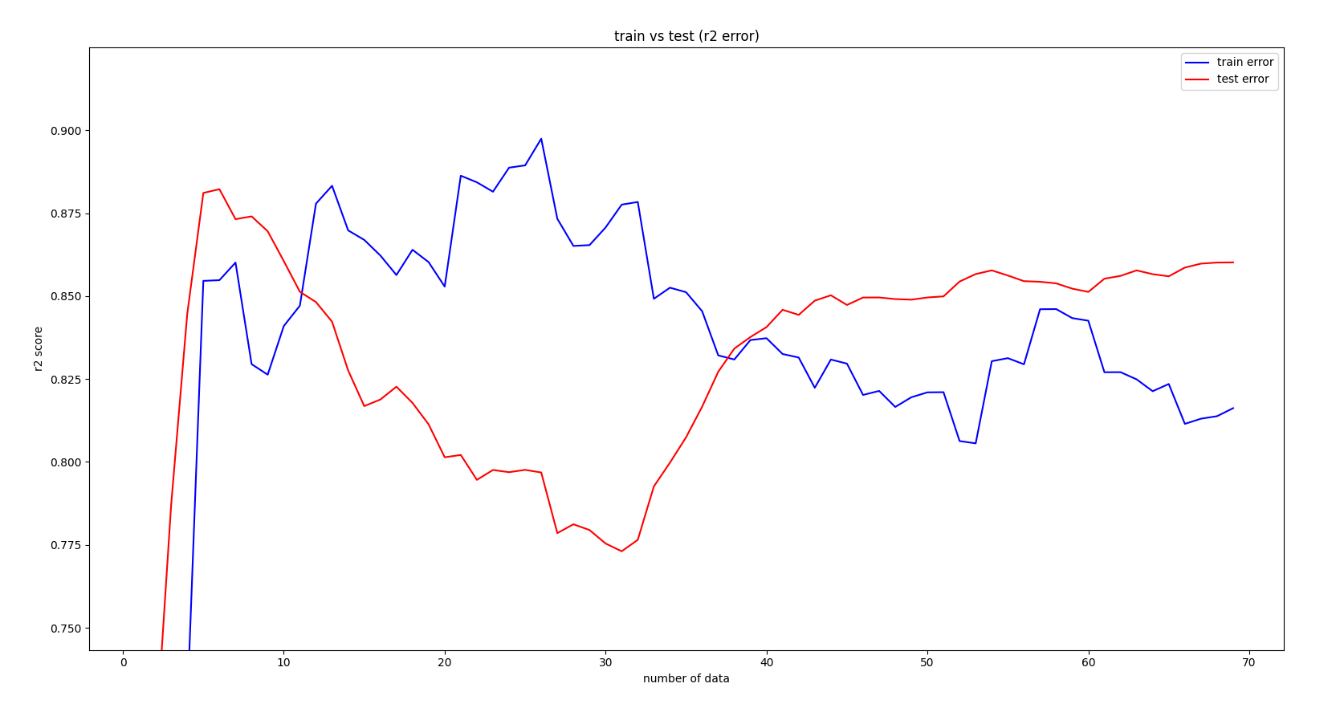 train vs test (r2 error)
train error
test error
0.900
0.875
0.850
0.825
0.800
0.775
0.750
r2 score
0 10 20 30 40 50 60 70
number of data